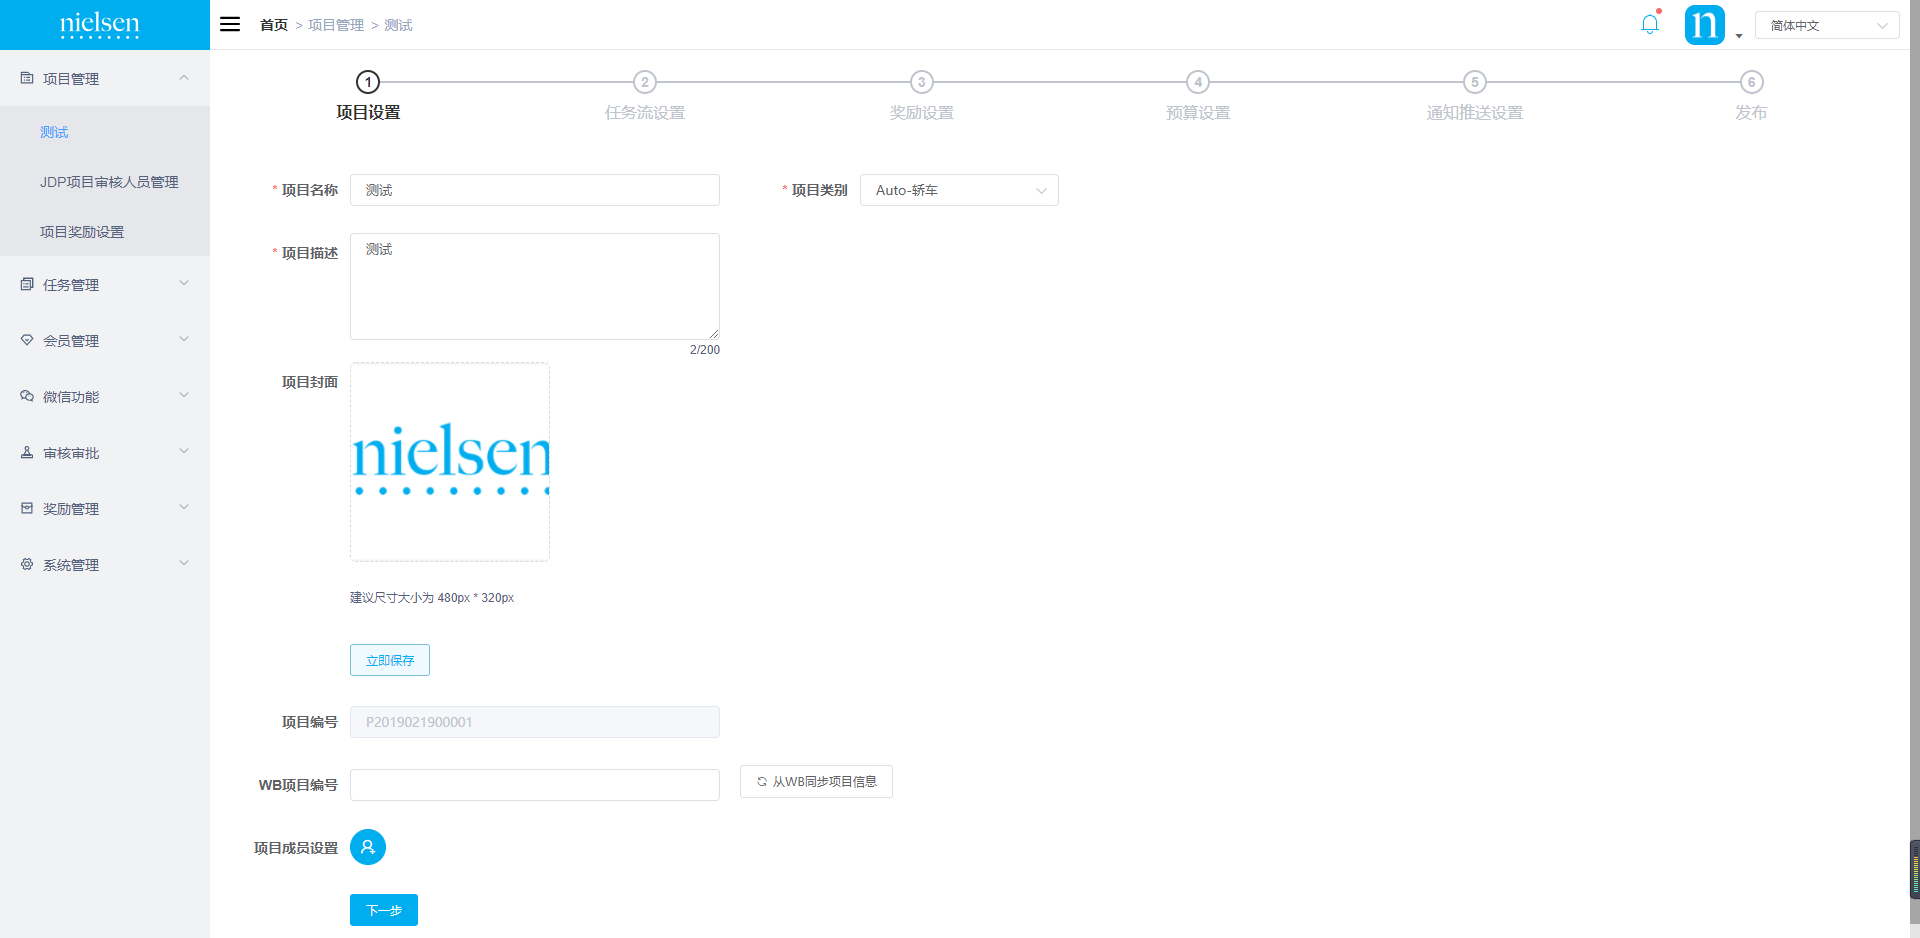 nielsen
首页 > 项目管理 > 测试
n
简体中文
项目管理
测试
JDP项目审核人员管理
项目奖励设置
任务管理
会员管理
微信功能
审核审批
奖励管理
系统管理
1
项目设置
2
任务流设置
3
奖励设置
4
预算设置
5
通知推送设置
6
发布
* 项目名称
测试
* 项目类别
Auto-轿车
* 项目描述
测试
2/200
项目封面
nielsen
建议尺寸大小为 480px * 320px
立即保存
项目编号
P2019021900001
WB项目编号
从WB同步项目信息
项目成员设置
下一步